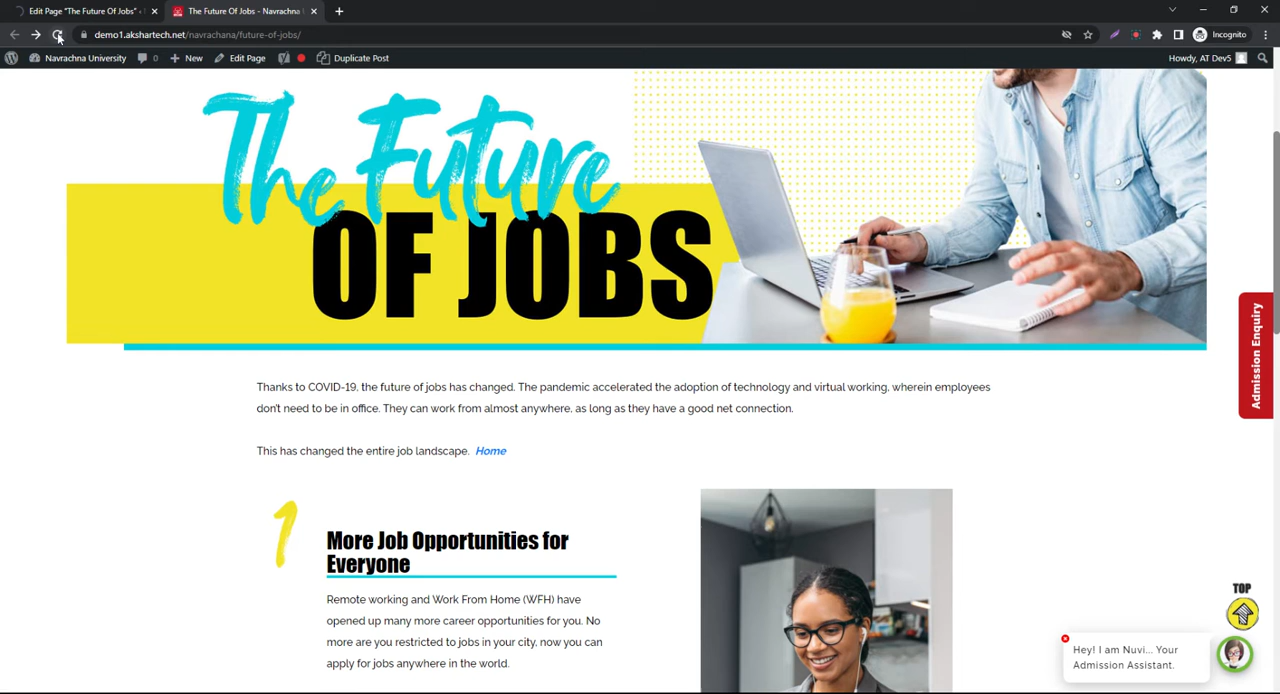 Edit Page "The Future Of Jobs" ‹
The Future Of Jobs - Navrachna
demo1.akshartech.net/navrachana/future-of-jobs/
Incognito
Navrachna University
0
New
Edit Page
Duplicate Post
Howdy, AT Dev5
The Future
OF JOBS
Admission Enquiry
Thanks to COVID-19, the future of jobs has changed. The pandemic accelerated the adoption of technology and virtual working, wherein employees
don't need to be in office. They can work from almost anywhere, as long as they have a good net connection.
This has changed the entire job landscape. Home
1
More Job Opportunities for
Everyone
Remote working and Work From Home (WFH) have
opened up many more career opportunities for you. No
more are you restricted to jobs in your city, now you can
apply for jobs anywhere in the world.
TOP
Hey! I am Nuvi... Your
Admission Assistant.